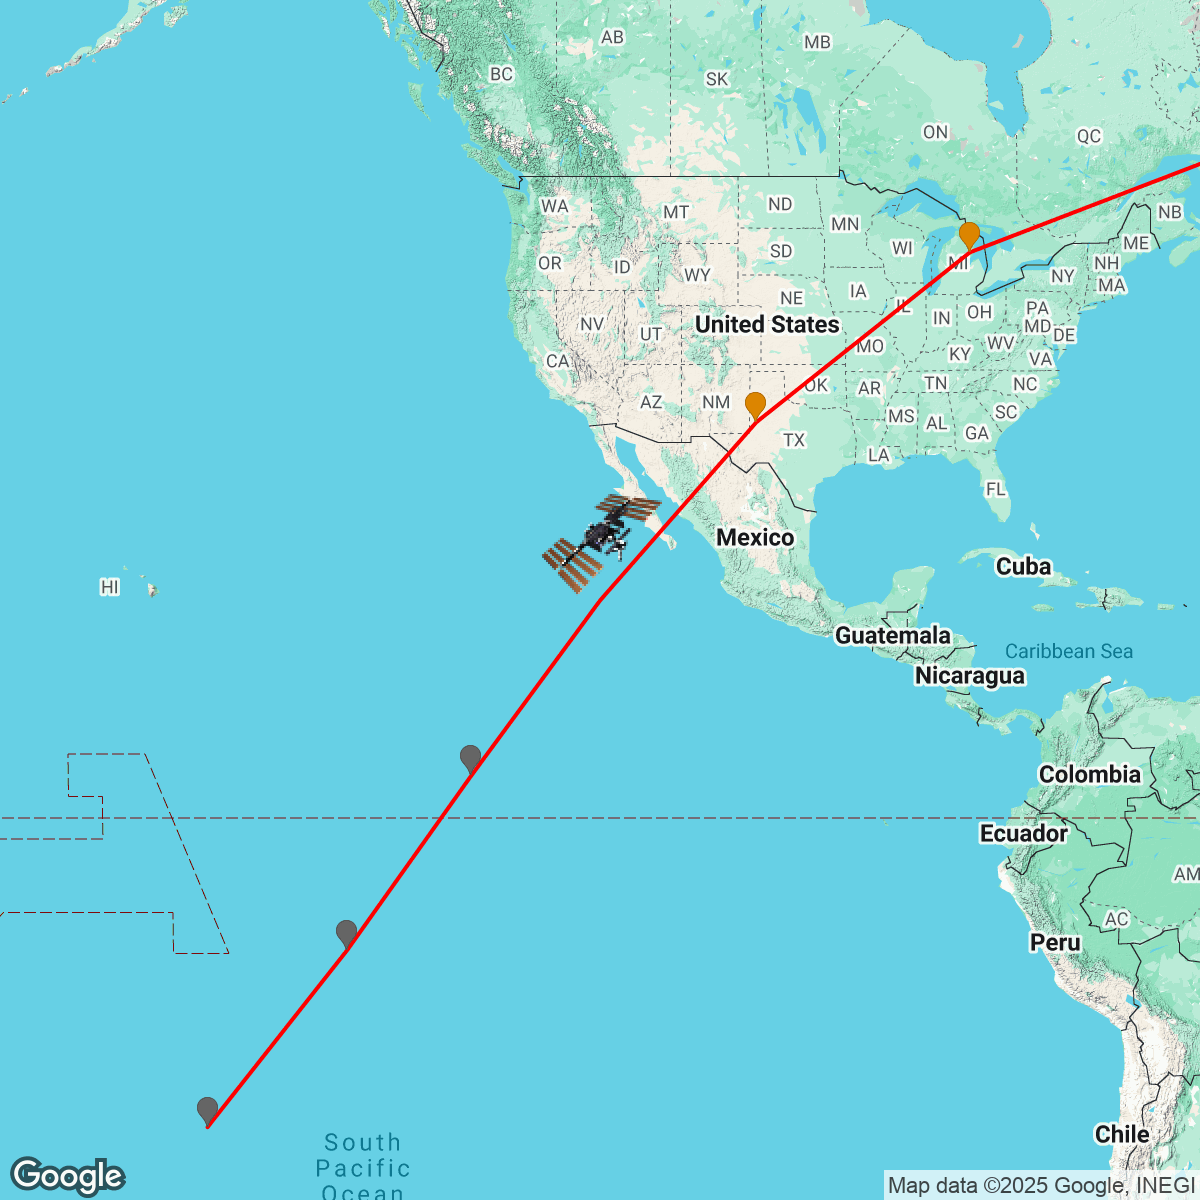 AB
MB
BC
SK
ON
QC
WA
MT
ND
MN
NB
OR
ID
WY
SD
WI
MI
ME
NY
NH
MA
NE
IA
IL
IN
OH
PA
MD
DE
NV
UT
United States
MO
KY
WV
VA
CA
AZ
NM
OK
AR
TN
NC
TX
MS
AL
SC
GA
LA
FL
Mexico
Cuba
HI
Guatemala
Caribbean Sea
Nicaragua
Colombia
Ecuador
AM
AC
Peru
Chile
South
Pacific
Ocean
Google
Map data ©2025 Google, INEGI